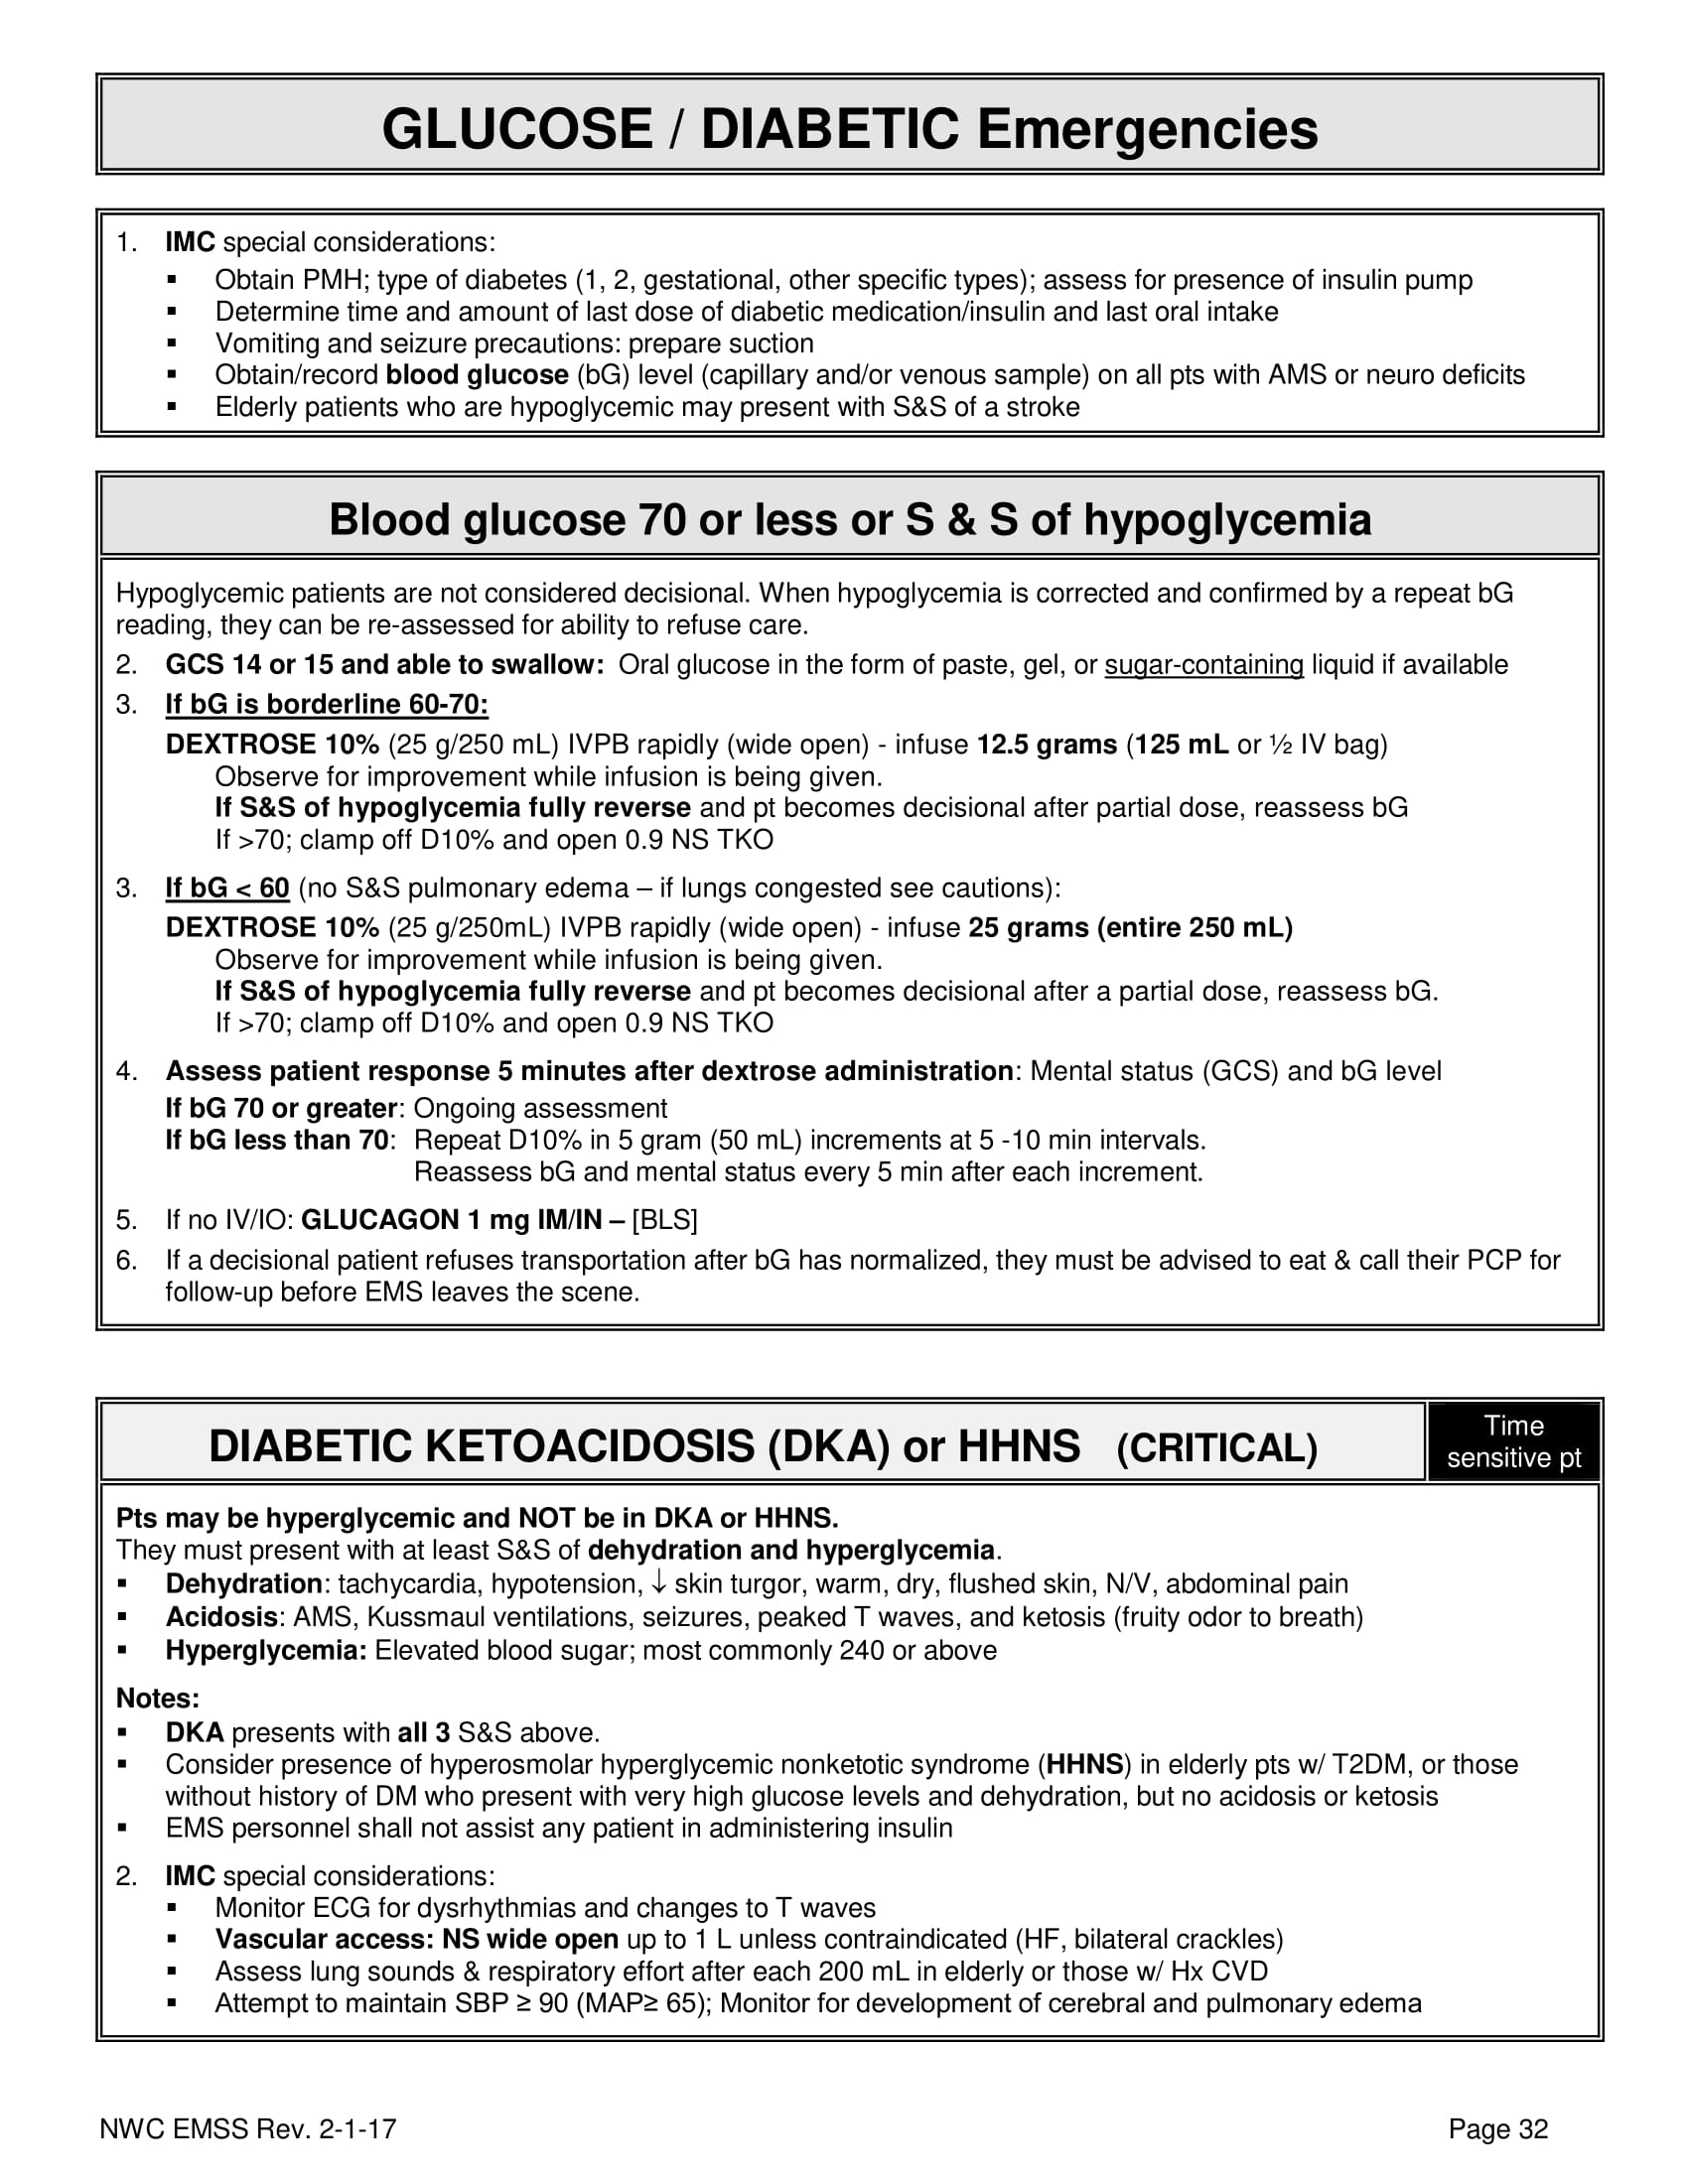 GLUCOSE / DIABETIC Emergencies
1. IMC special considerations:
▪ Obtain PMH; type of diabetes (1, 2, gestational, other specific types); assess for presence of insulin pump
▪ Determine time and amount of last dose of diabetic medication/insulin and last oral intake
▪ Vomiting and seizure precautions: prepare suction
▪ Obtain/record blood glucose (bG) level (capillary and/or venous sample) on all pts with AMS or neuro deficits
▪ Elderly patients who are hypoglycemic may present with S&S of a stroke
Blood glucose 70 or less or S & S of hypoglycemia
Hypoglycemic patients are not considered decisional. When hypoglycemia is corrected and confirmed by a repeat bG
reading, they can be re-assessed for ability to refuse care.
2. GCS 14 or 15 and able to swallow: Oral glucose in the form of paste, gel, or sugar-containing liquid if available
3. If bG is borderline 60-70:
DEXTROSE 10% (25 g/250 mL) IVPB rapidly (wide open) - infuse 12.5 grams (125 mL or ½ IV bag)
Observe for improvement while infusion is being given.
If S&S of hypoglycemia fully reverse and pt becomes decisional after partial dose, reassess bG
If >70; clamp off D10% and open 0.9 NS TKO
3. If bG < 60 (no S&S pulmonary edema – if lungs congested see cautions):
DEXTROSE 10% (25 g/250mL) IVPB rapidly (wide open) - infuse 25 grams (entire 250 mL)
Observe for improvement while infusion is being given.
If S&S of hypoglycemia fully reverse and pt becomes decisional after a partial dose, reassess bG.
If >70; clamp off D10% and open 0.9 NS TKO
4. Assess patient response 5 minutes after dextrose administration: Mental status (GCS) and bG level
If bG 70 or greater: Ongoing assessment
If bG less than 70: Repeat D10% in 5 gram (50 mL) increments at 5 -10 min intervals.
Reassess bG and mental status every 5 min after each increment.
5. If no IV/IO: GLUCAGON 1 mg IM/IN – [BLS]
6. If a decisional patient refuses transportation after bG has normalized, they must be advised to eat & call their PCP for
follow-up before EMS leaves the scene.
DIABETIC KETOACIDOSIS (DKA) or HHNS (CRITICAL)
Time
sensitive pt
Pts may be hyperglycemic and NOT be in DKA or HHNS.
They must present with at least S&S of dehydration and hyperglycemia.
▪ Dehydration: tachycardia, hypotension, ↓ skin turgor, warm, dry, flushed skin, N/V, abdominal pain
▪ Acidosis: AMS, Kussmaul ventilations, seizures, peaked T waves, and ketosis (fruity odor to breath)
▪ Hyperglycemia: Elevated blood sugar; most commonly 240 or above
Notes:
▪ DKA presents with all 3 S&S above.
▪ Consider presence of hyperosmolar hyperglycemic nonketotic syndrome (HHNS) in elderly pts w/ T2DM, or those
without history of DM who present with very high glucose levels and dehydration, but no acidosis or ketosis
▪ EMS personnel shall not assist any patient in administering insulin
2. IMC special considerations:
▪ Monitor ECG for dysrhythmias and changes to T waves
▪ Vascular access: NS wide open up to 1 L unless contraindicated (HF, bilateral crackles)
▪ Assess lung sounds & respiratory effort after each 200 mL in elderly or those w/ Hx CVD
▪ Attempt to maintain SBP ≥ 90 (MAP≥ 65); Monitor for development of cerebral and pulmonary edema
NWC EMSS Rev. 2-1-17
Page 32